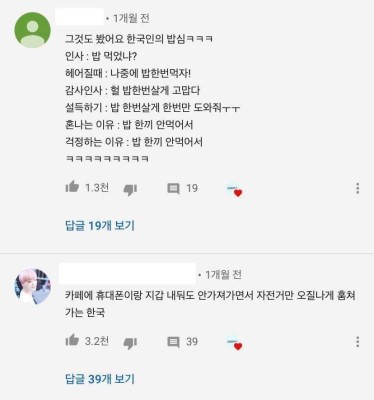 · 1개월 전
그것도 봤어요 한국인의 밥심ㅋㅋㅋ
인사 : 밥 먹었냐?
헤어질때 : 나중에 밥한번먹자!
감사인사 : 헐 밥한번살게 고맙다
설득하기 : 밥 한번살게 한번만 도와줘ㅜㅜ
혼나는 이유 : 밥 한끼 안먹어서
걱정하는 이유 : 밥 한끼 안먹어서
ㅋㅋㅋㅋㅋㅋㅋㅋㅋ
1.3천 19
답글 19개 보기
· 1개월 전
카페에 휴대폰이랑 지갑 내둬도 안가져가면서 자전거만 오질나게 훔쳐
가는 한국
3.2천 39
답글 39개 보기